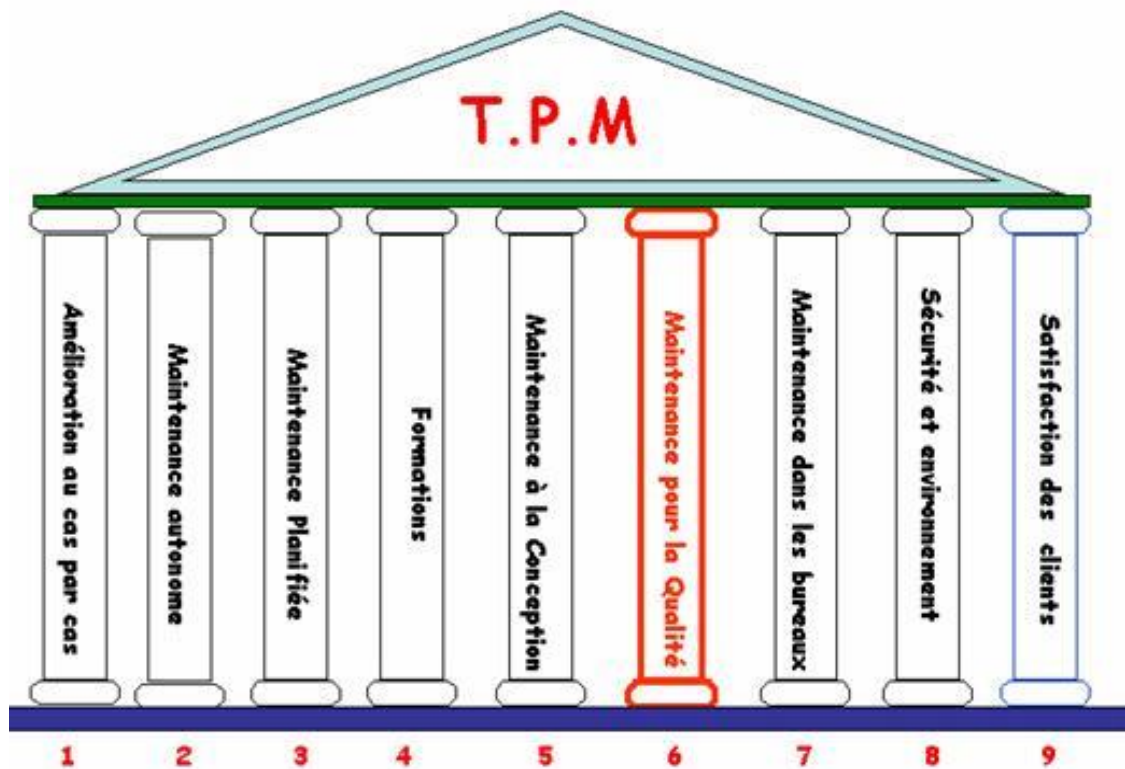 T.P.M
Amélioration au cas par cas
Maintenance autonome
Maintenance Planifiée
Formations
Maintenance à la Conception
Maintenance pour la Qualité
Maintenance dans les bureaux
Sécurité et environnement
Satisfaction des clients
1 2 3 4 5 6 7 8 9